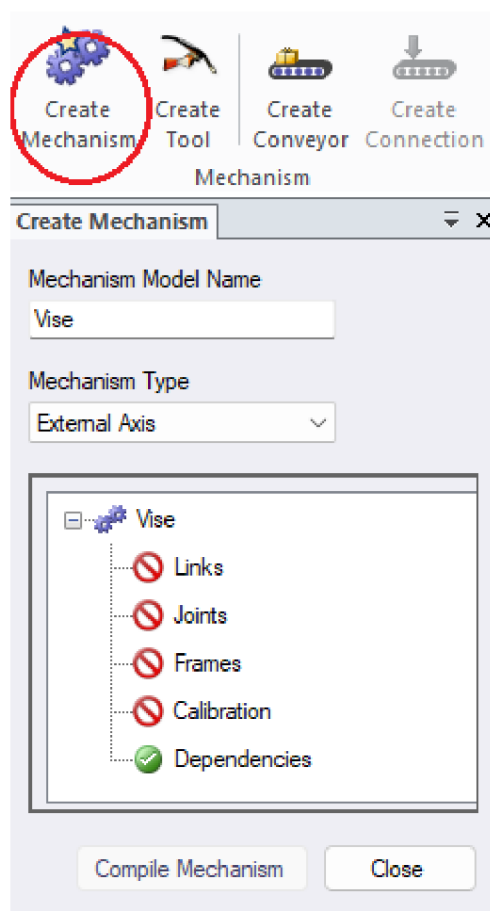 Create Create Create Create
Mechanism Tool Conveyor Connection
Mechanism
Create Mechanism
Mechanism Model Name
Vise
Mechanism Type
External Axis
Vise
Links
Joints
Frames
Calibration
Dependencies
Compile Mechanism Close